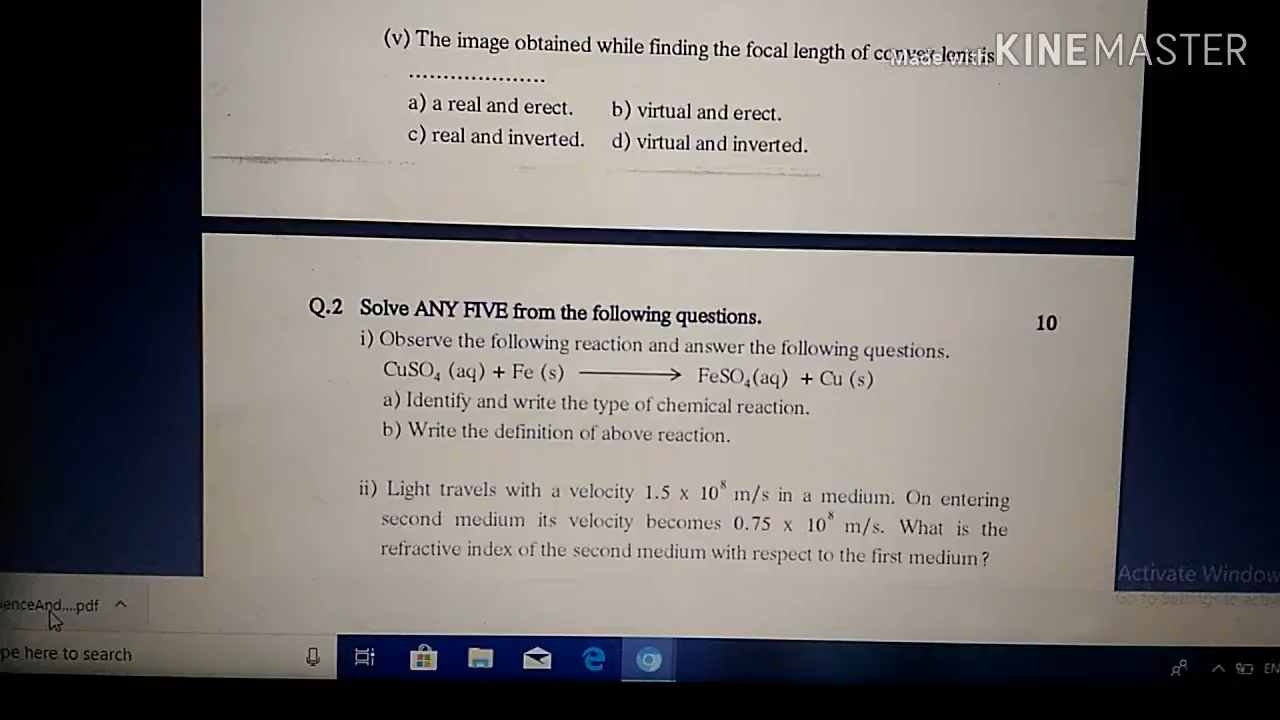 (v) The image obtained while finding the focal length of convex lens is
Made with KINEMASTER
....................
a) a real and erect. b) virtual and erect.
c) real and inverted. d) virtual and inverted.
Q.2 Solve ANY FIVE from the following questions. 10
i) Observe the following reaction and answer the following questions.
CuSO₄ (aq) + Fe (s) ⟶ FeSO₄(aq) + Cu (s)
a) Identify and write the type of chemical reaction.
b) Write the definition of above reaction.
ii) Light travels with a velocity 1.5 x 10⁸ m/s in a medium. On entering
second medium its velocity becomes 0.75 x 10⁸ m/s. What is the
refractive index of the second medium with respect to the first medium?
Activate Window
ienceAnd....pdf
pe here to search
EN